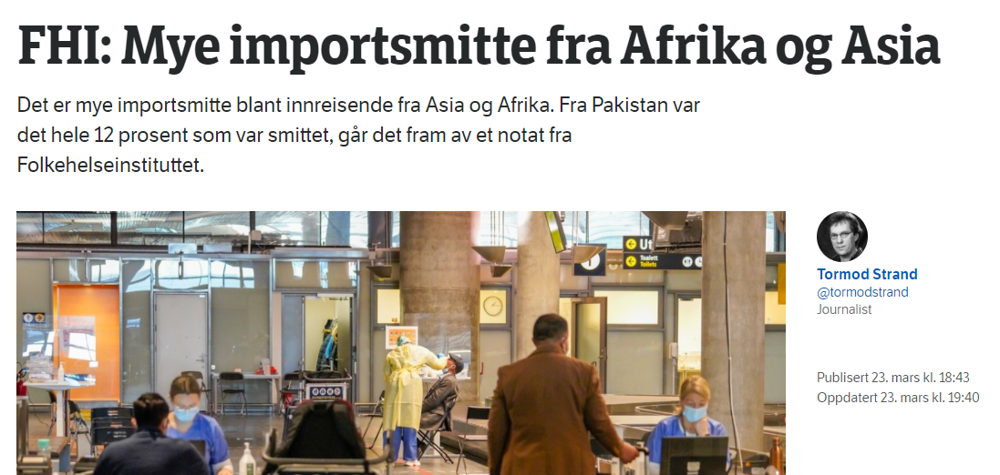 FHI: Mye importsmitte fra Afrika og Asia
Det er mye importsmitte blant innreisende fra Asia og Afrika. Fra Pakistan var
det hele 12 prosent som var smittet, går det fram av et notat fra
Folkehelseinstituttet.
Ut
Toalett
Toilets
Tormod Strand
@tormodstrand
Journalist
Publisert 23. mars kl. 18:43
Oppdatert 23. mars kl. 19:40